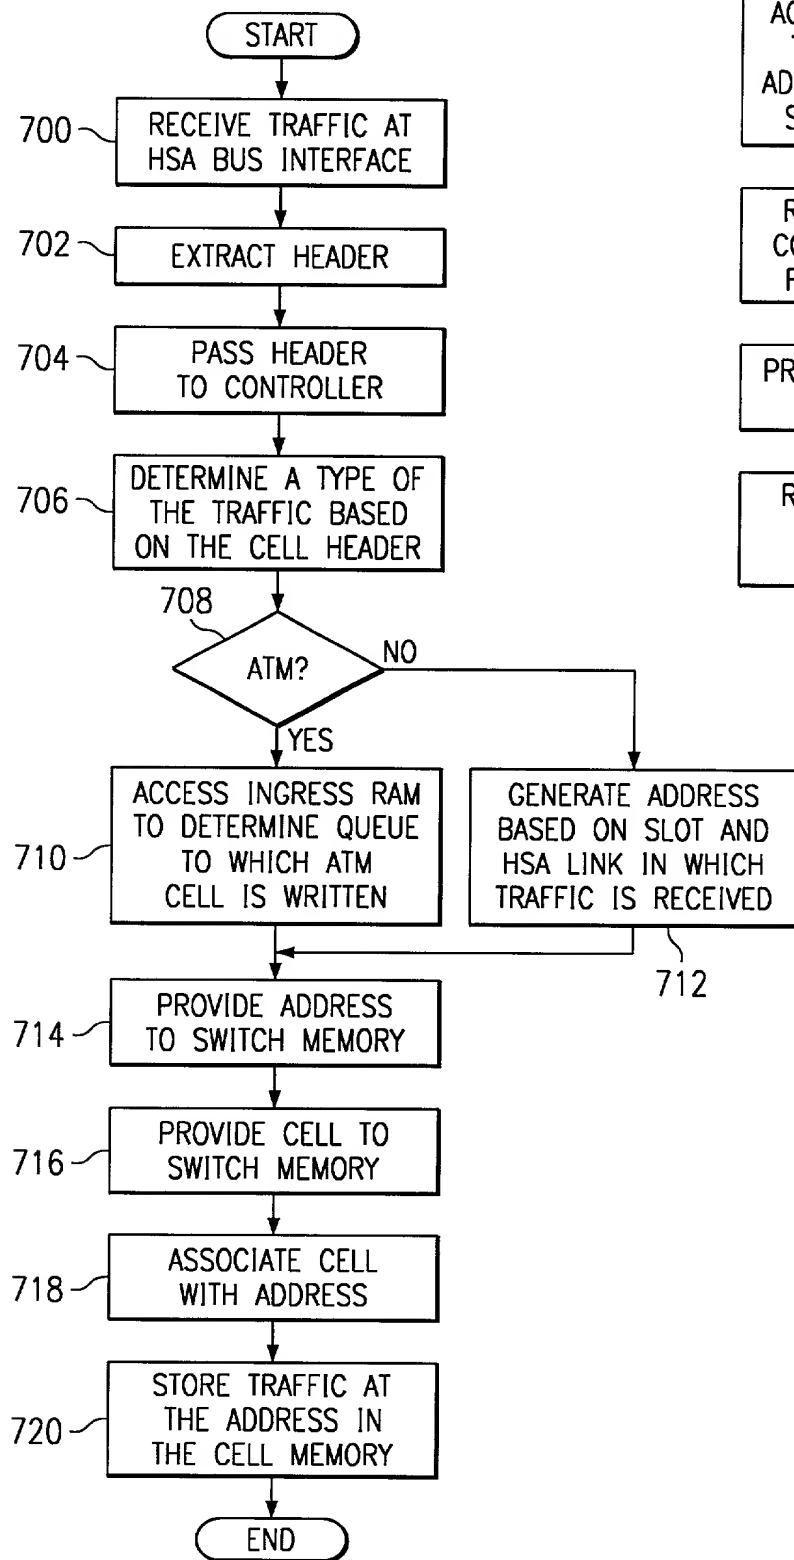 START
700
RECEIVE TRAFFIC AT
HSA BUS INTERFACE
702
EXTRACT HEADER
704
PASS HEADER
TO CONTROLLER
706
DETERMINE A TYPE OF
THE TRAFFIC BASED
ON THE CELL HEADER
708
ATM?
NO
YES
710
ACCESS INGRESS RAM
TO DETERMINE QUEUE
TO WHICH ATM
CELL IS WRITTEN
GENERATE ADDRESS
BASED ON SLOT AND
HSA LINK IN WHICH
TRAFFIC IS RECEIVED
712
714
PROVIDE ADDRESS
TO SWITCH MEMORY
716
PROVIDE CELL TO
SWITCH MEMORY
718
ASSOCIATE CELL
WITH ADDRESS
720
STORE TRAFFIC AT
THE ADDRESS IN
THE CELL MEMORY
END